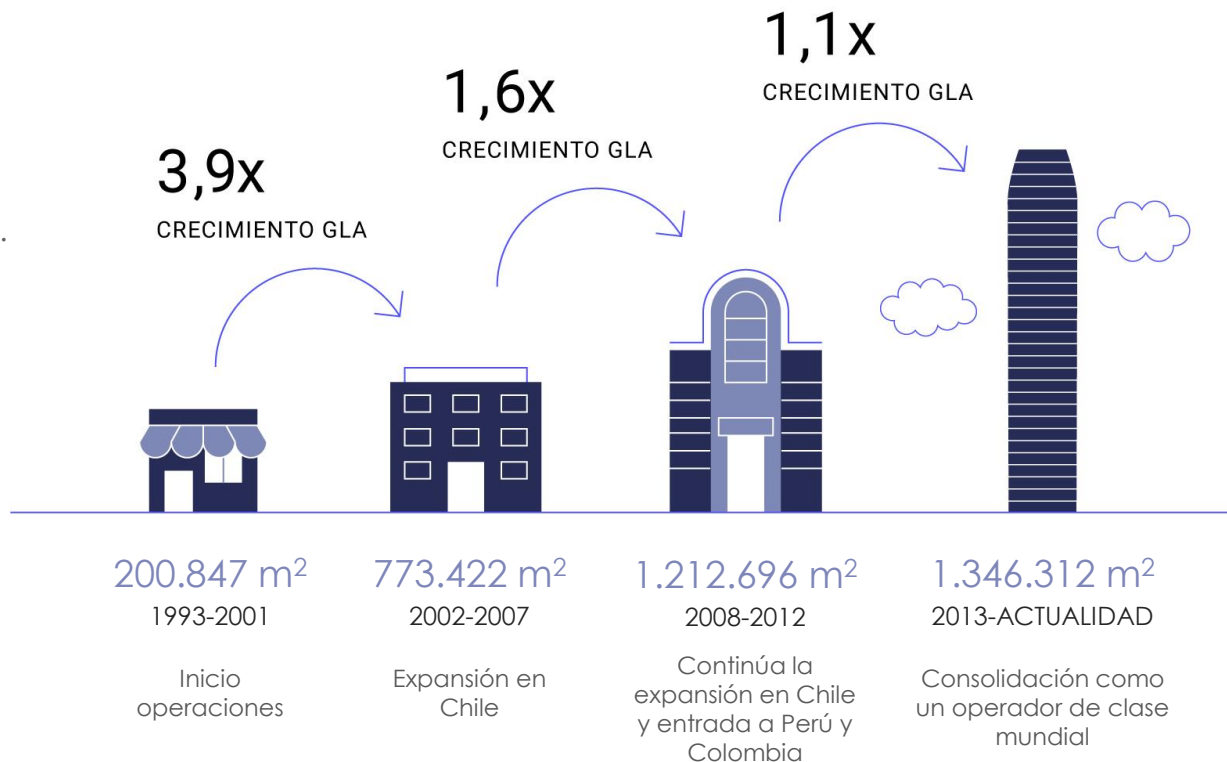 1,1x
CRECIMIENTO GLA
1,6x
CRECIMIENTO GLA
3,9x
CRECIMIENTO GLA
.
200.847 m²
1993-2001
Inicio
operaciones
773.422 m²
2002-2007
Expansión en
Chile
1.212.696 m²
2008-2012
Continúa la
expansión en Chile
y entrada a Perú y
Colombia
1.346.312 m²
2013-ACTUALIDAD
Consolidación como
un operador de clase
mundial